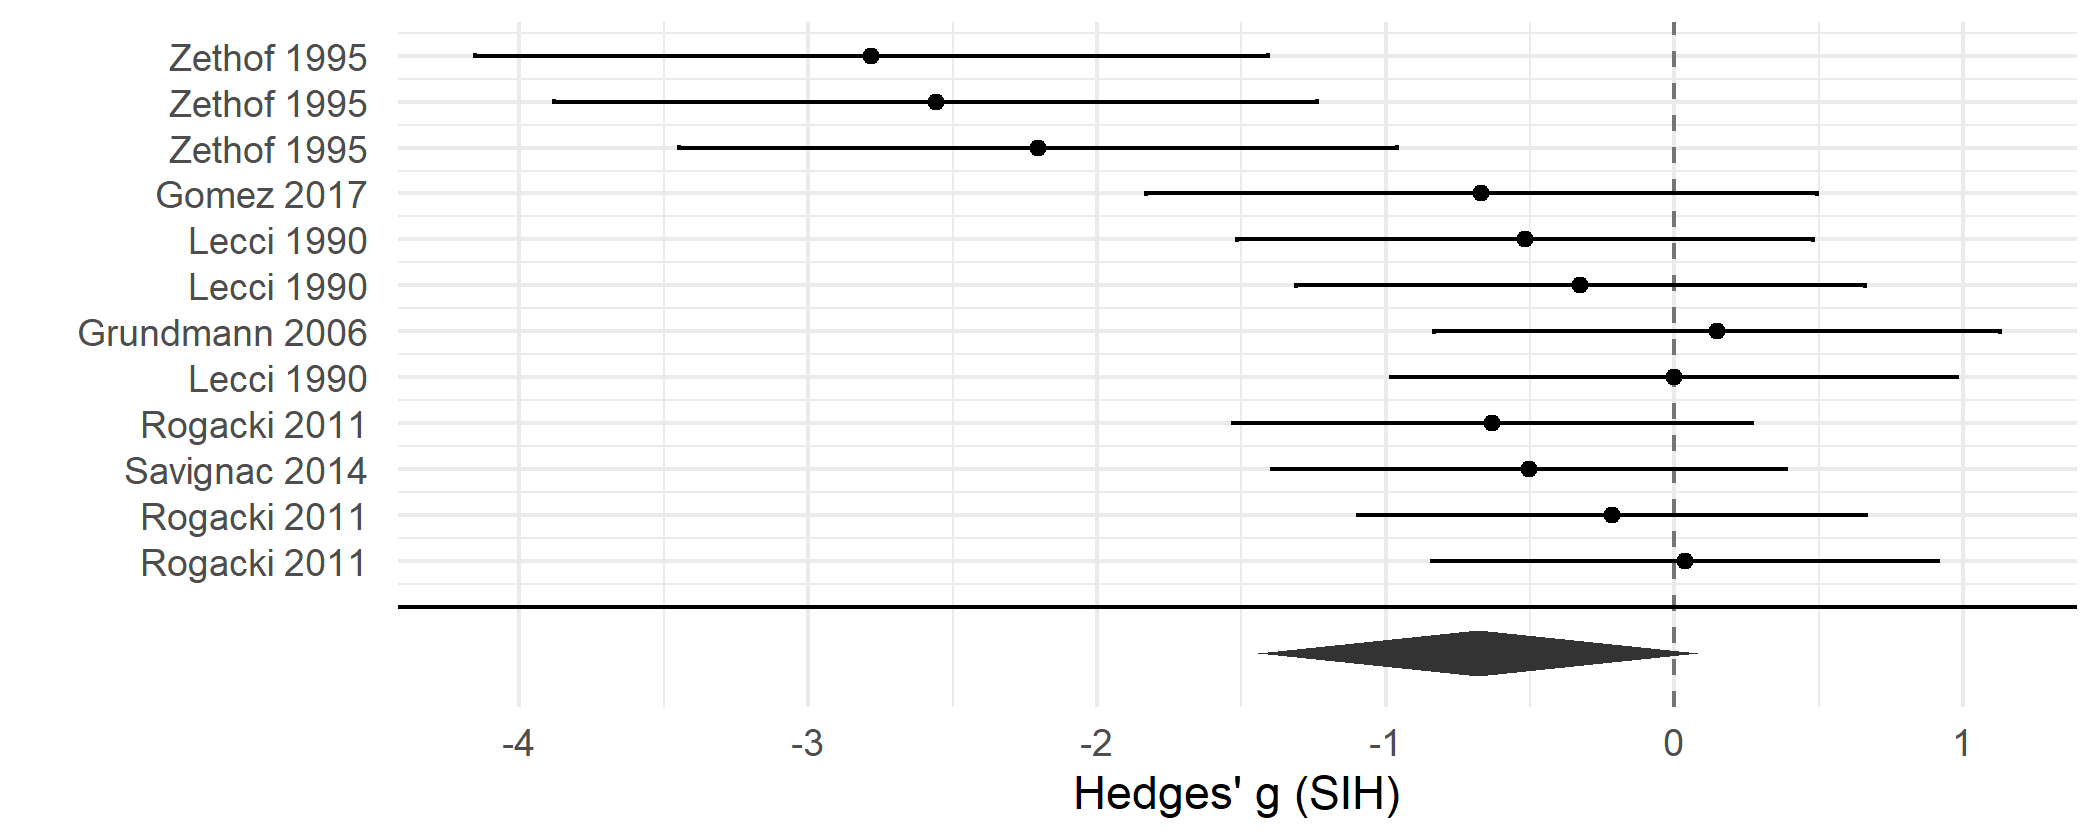 Zethof 1995
Zethof 1995
Zethof 1995
Gomez 2017
Lecci 1990
Lecci 1990
Grundmann 2006
Lecci 1990
Rogacki 2011
Savignac 2014
Rogacki 2011
Rogacki 2011
-4 -3 -2 -1 0 1
Hedges' g (SIH)